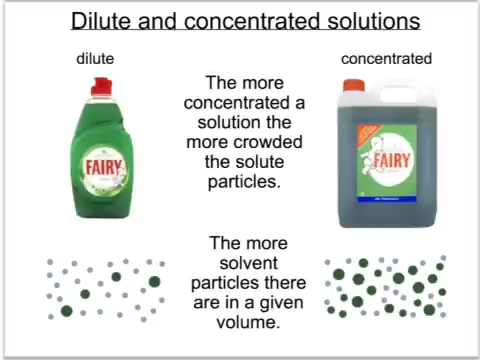 Dilute and concentrated solutions
dilute
concentrated
The more
concentrated a
solution the
more crowded
the solute
particles.
FAIRY
FAIRY
The more
solvent
particles there
are in a given
volume.